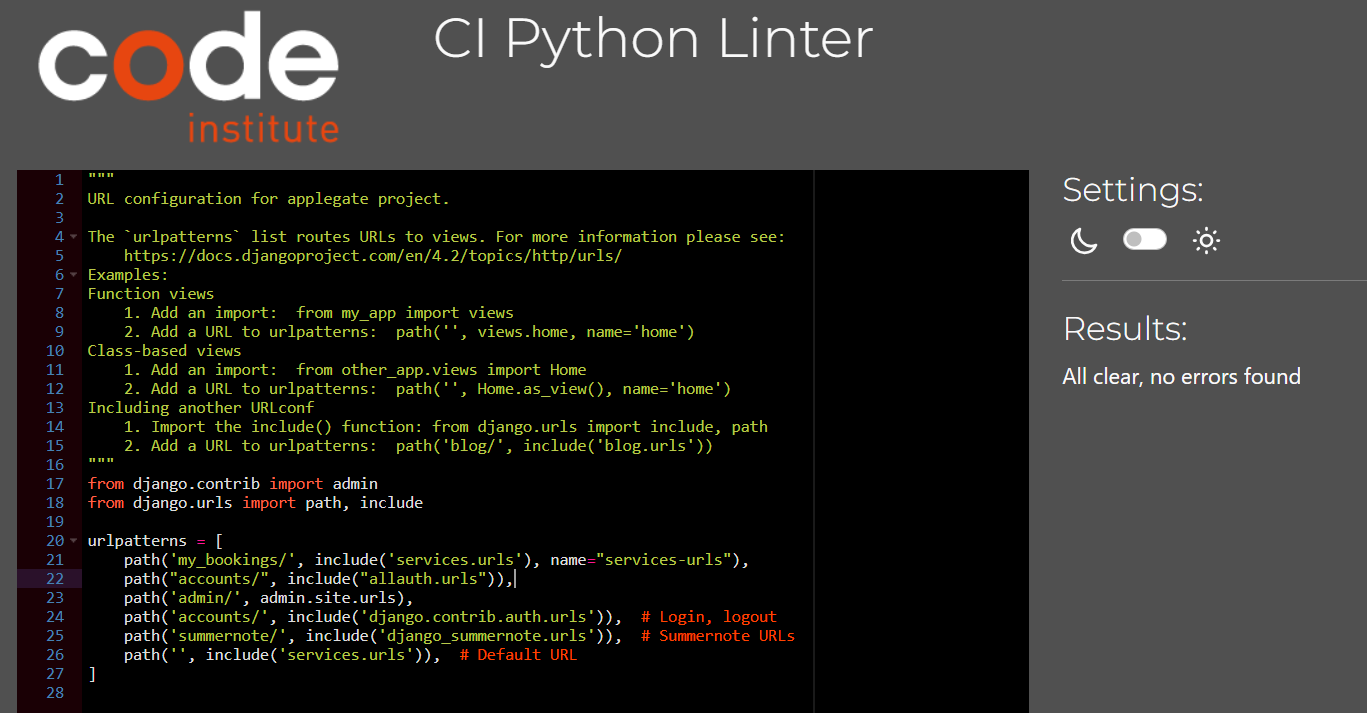 code
institute
CI Python Linter
1 """
2 URL configuration for applegate project.
3
4 The `urlpatterns` list routes URLs to views. For more information please see:
5     https://docs.djangoproject.com/en/4.2/topics/http/urls/
6 Examples:
7 Function views
8     1. Add an import:  from my_app import views
9     2. Add a URL to urlpatterns:  path('', views.home, name='home')
10 Class-based views
11     1. Add an import:  from other_app.views import Home
12     2. Add a URL to urlpatterns:  path('', Home.as_view(), name='home')
13 Including another URLconf
14     1. Import the include() function: from django.urls import include, path
15     2. Add a URL to urlpatterns:  path('blog/', include('blog.urls'))
16 """
17 from django.contrib import admin
18 from django.urls import path, include
19
20 urlpatterns = [
21     path('my_bookings/', include('services.urls'), name="services-urls"),
22     path("accounts/", include("allauth.urls")),
23     path('admin/', admin.site.urls),
24     path('accounts/', include('django.contrib.auth.urls')),  # Login, logout
25     path('summernote/', include('django_summernote.urls')),  # Summernote URLs
26     path('', include('services.urls')),  # Default URL
27 ]
28
Settings:
Results:
All clear, no errors found